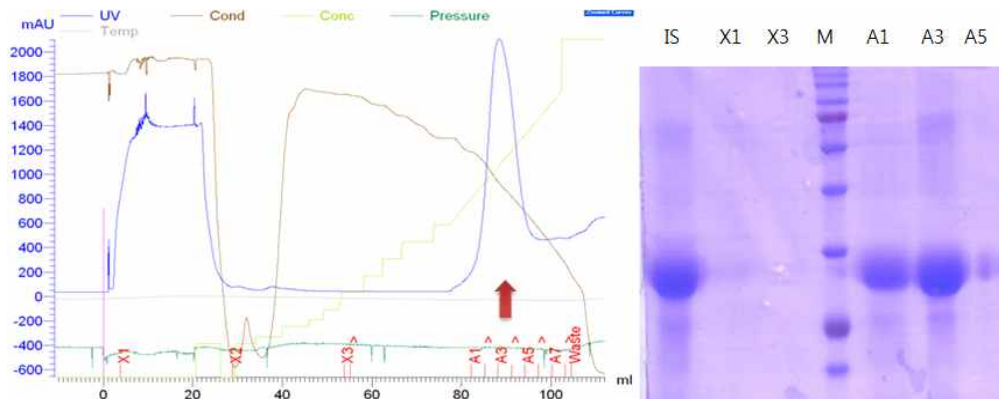 UV Cond Conc Pressure
Temp
mAU
2000
1800
1600
1400
1200
1000
800
600
400
200
0
-200
-400
-600
X1 X2 X3 A1 A3 A5 A7 Waste
0 20 40 60 80 100 ml
IS X1 X3 M A1 A3 A5